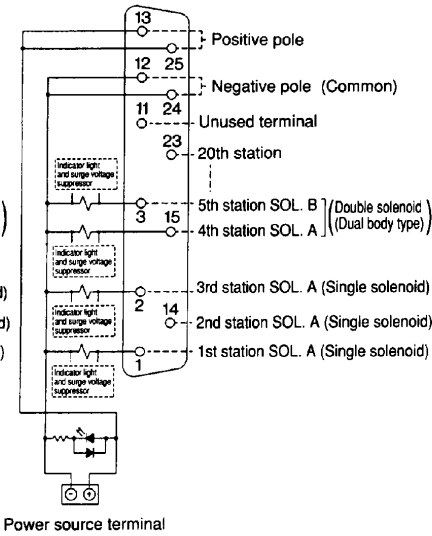 13
Positive pole
12 25
Negative pole (Common)
11 24
Unused terminal
23
20th station
Indicator light
and surge voltage
suppressor
5th station SOL. B (Double solenoid
3 15
4th station SOL. A (Dual body type)
Indicator light
and surge voltage
suppressor
d)
3rd station SOL. A (Single solenoid)
2 14
d)
Indicator light
and surge voltage
suppressor
2nd station SOL. A (Single solenoid)
)
1st station SOL. A (Single solenoid)
1
Indicator light
and surge voltage
suppressor
Power source terminal